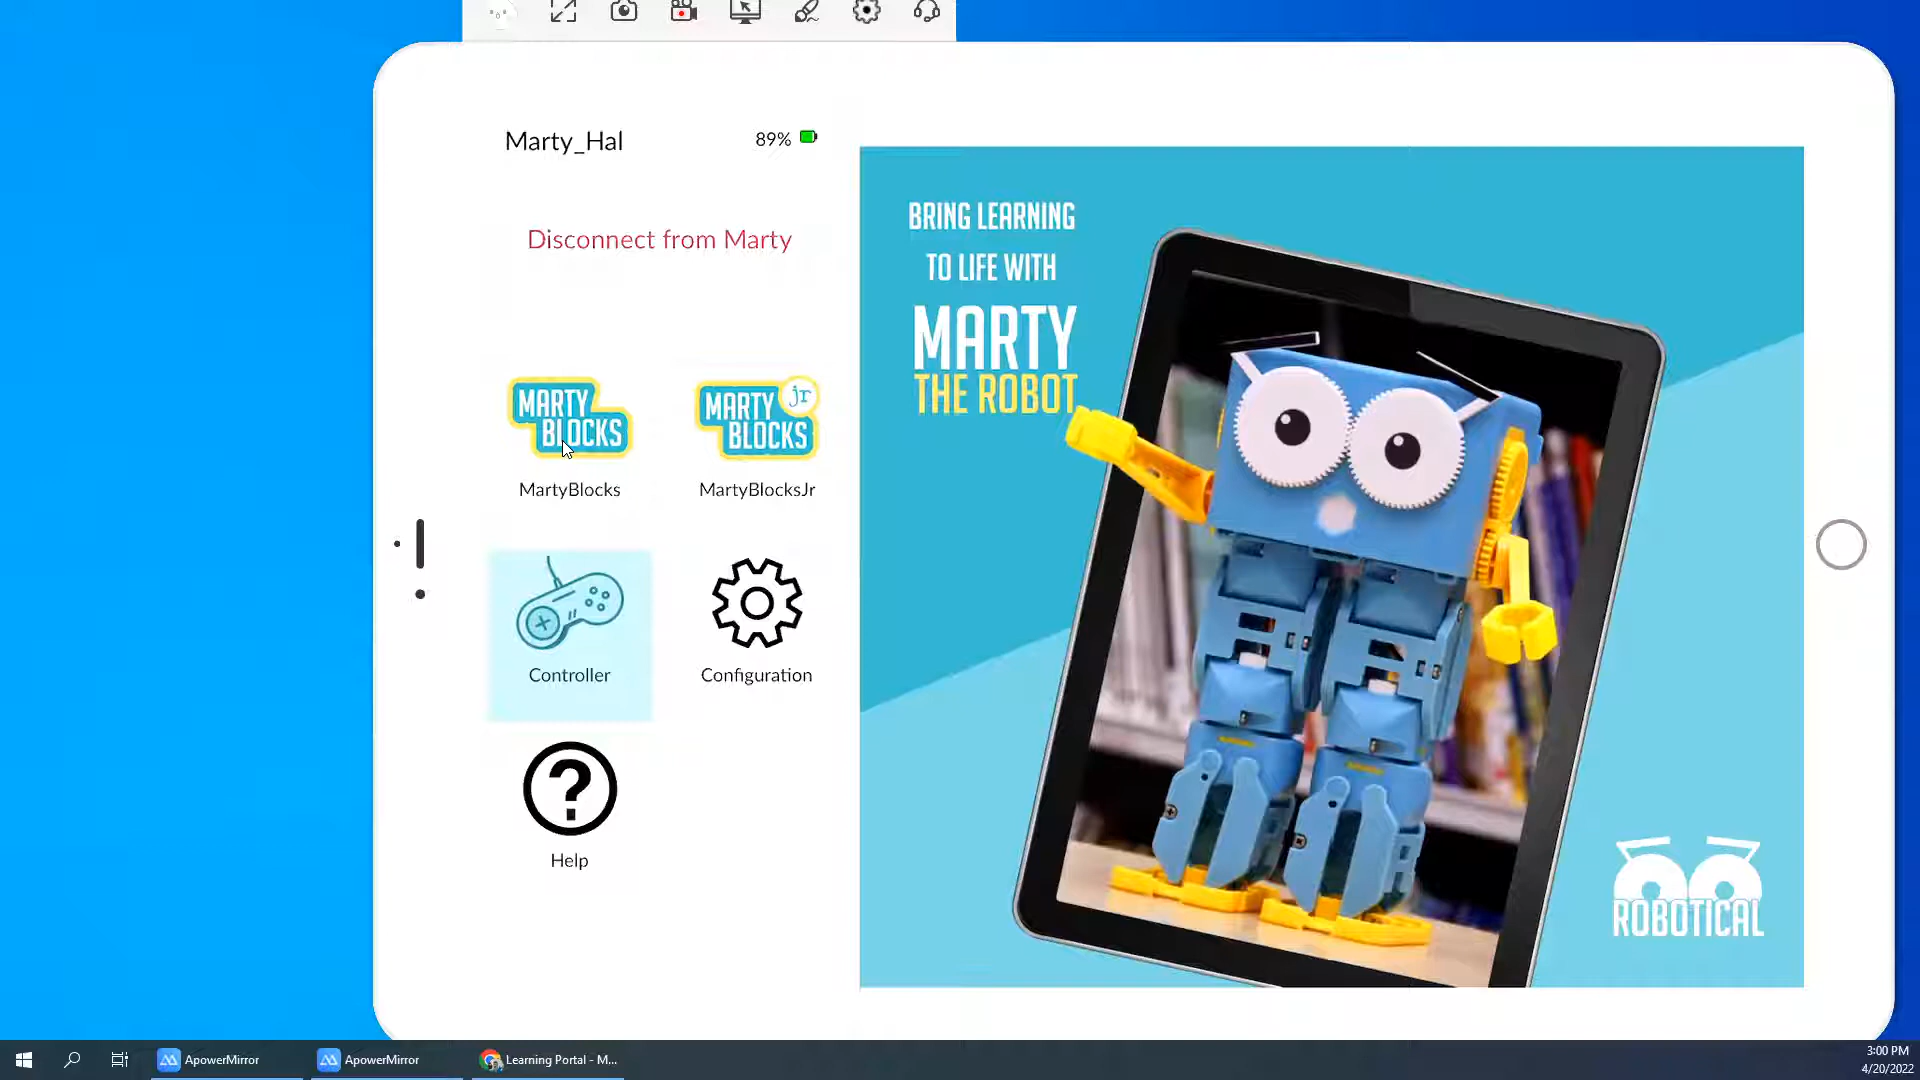 Marty_Hal
89%
Disconnect from Marty
MARTY
BLOCKS
MartyBlocks
MARTY jr
BLOCKS
MartyBlocksJr
Controller
Configuration
Help
BRING LEARNING
TO LIFE WITH
MARTY
THE ROBOT
ROBOTICAL
ApowerMirror
ApowerMirror
Learning Portal - M...
3:00 PM
4/20/2022